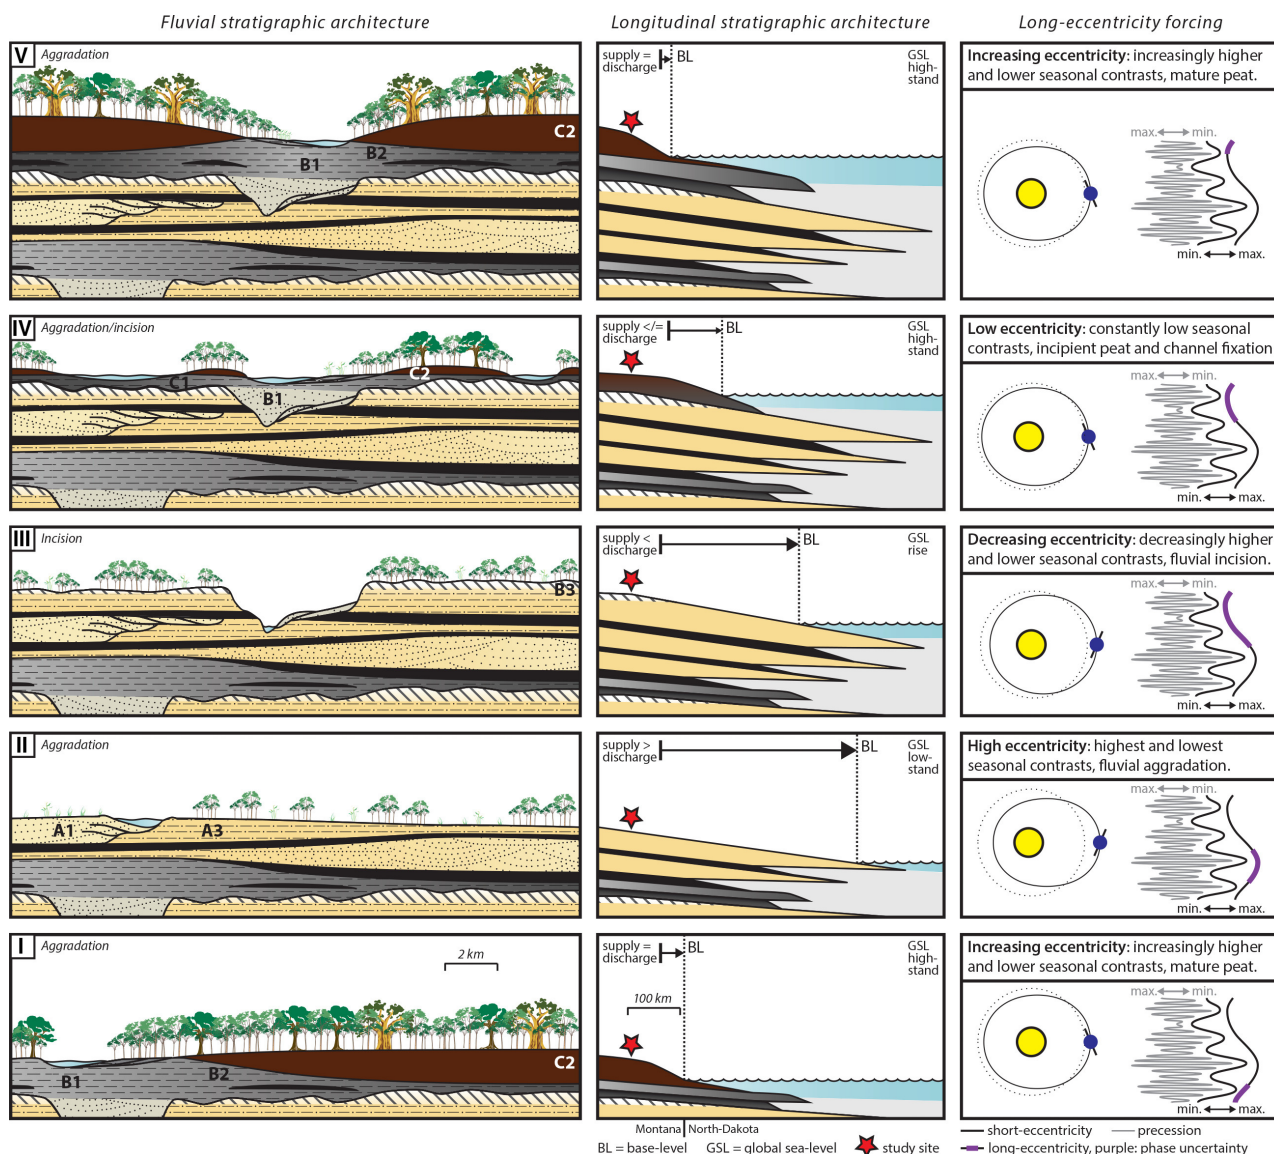 Fluvial stratigraphic architecture
Longitudinal stratigraphic architecture
Long-eccentricity forcing
V
Aggradation
C2
B2
B1
supply =
discharge
BL
GSL
high-
stand
Increasing eccentricity: increasingly higher
and lower seasonal contrasts, mature peat.
max.
min.
min.
max.
IV
Aggradation/incision
C1
C2
B1
supply </=
discharge
BL
GSL
high-
stand
Low eccentricity: constantly low seasonal
contrasts, incipient peat and channel fixation
max.
min.
min.
max.
III
Incision
B3
supply <
discharge
BL
GSL
rise
Decreasing eccentricity: decreasingly higher
and lower seasonal contrasts, fluvial incision.
max.
min.
min.
max.
II
Aggradation
A1
A3
supply >
discharge
BL
GSL
low-
stand
High eccentricity: highest and lowest
seasonal contrasts, fluvial aggradation.
max.
min.
min.
max.
I
Aggradation
2 km
C2
B2
B1
supply =
discharge
BL
GSL
high-
stand
100 km
Increasing eccentricity: increasingly higher
and lower seasonal contrasts, mature peat.
max.
min.
min.
max.
Montana
North-Dakota
BL = base-level
GSL = global sea-level
study site
short-eccentricity
precession
long-eccentricity, purple: phase uncertainty